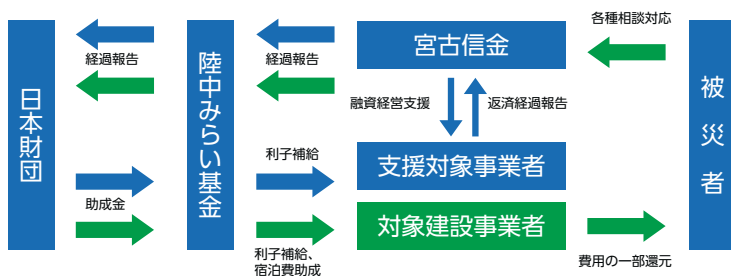 日本財団
経過報告
助成金
陸中みらい基金
経過報告
利子補給
利子補給、
宿泊費助成
宮古信金
融資経営支援
返済経過報告
支援対象事業者
対象建設事業者
各種相談対応
費用の一部還元
被災者